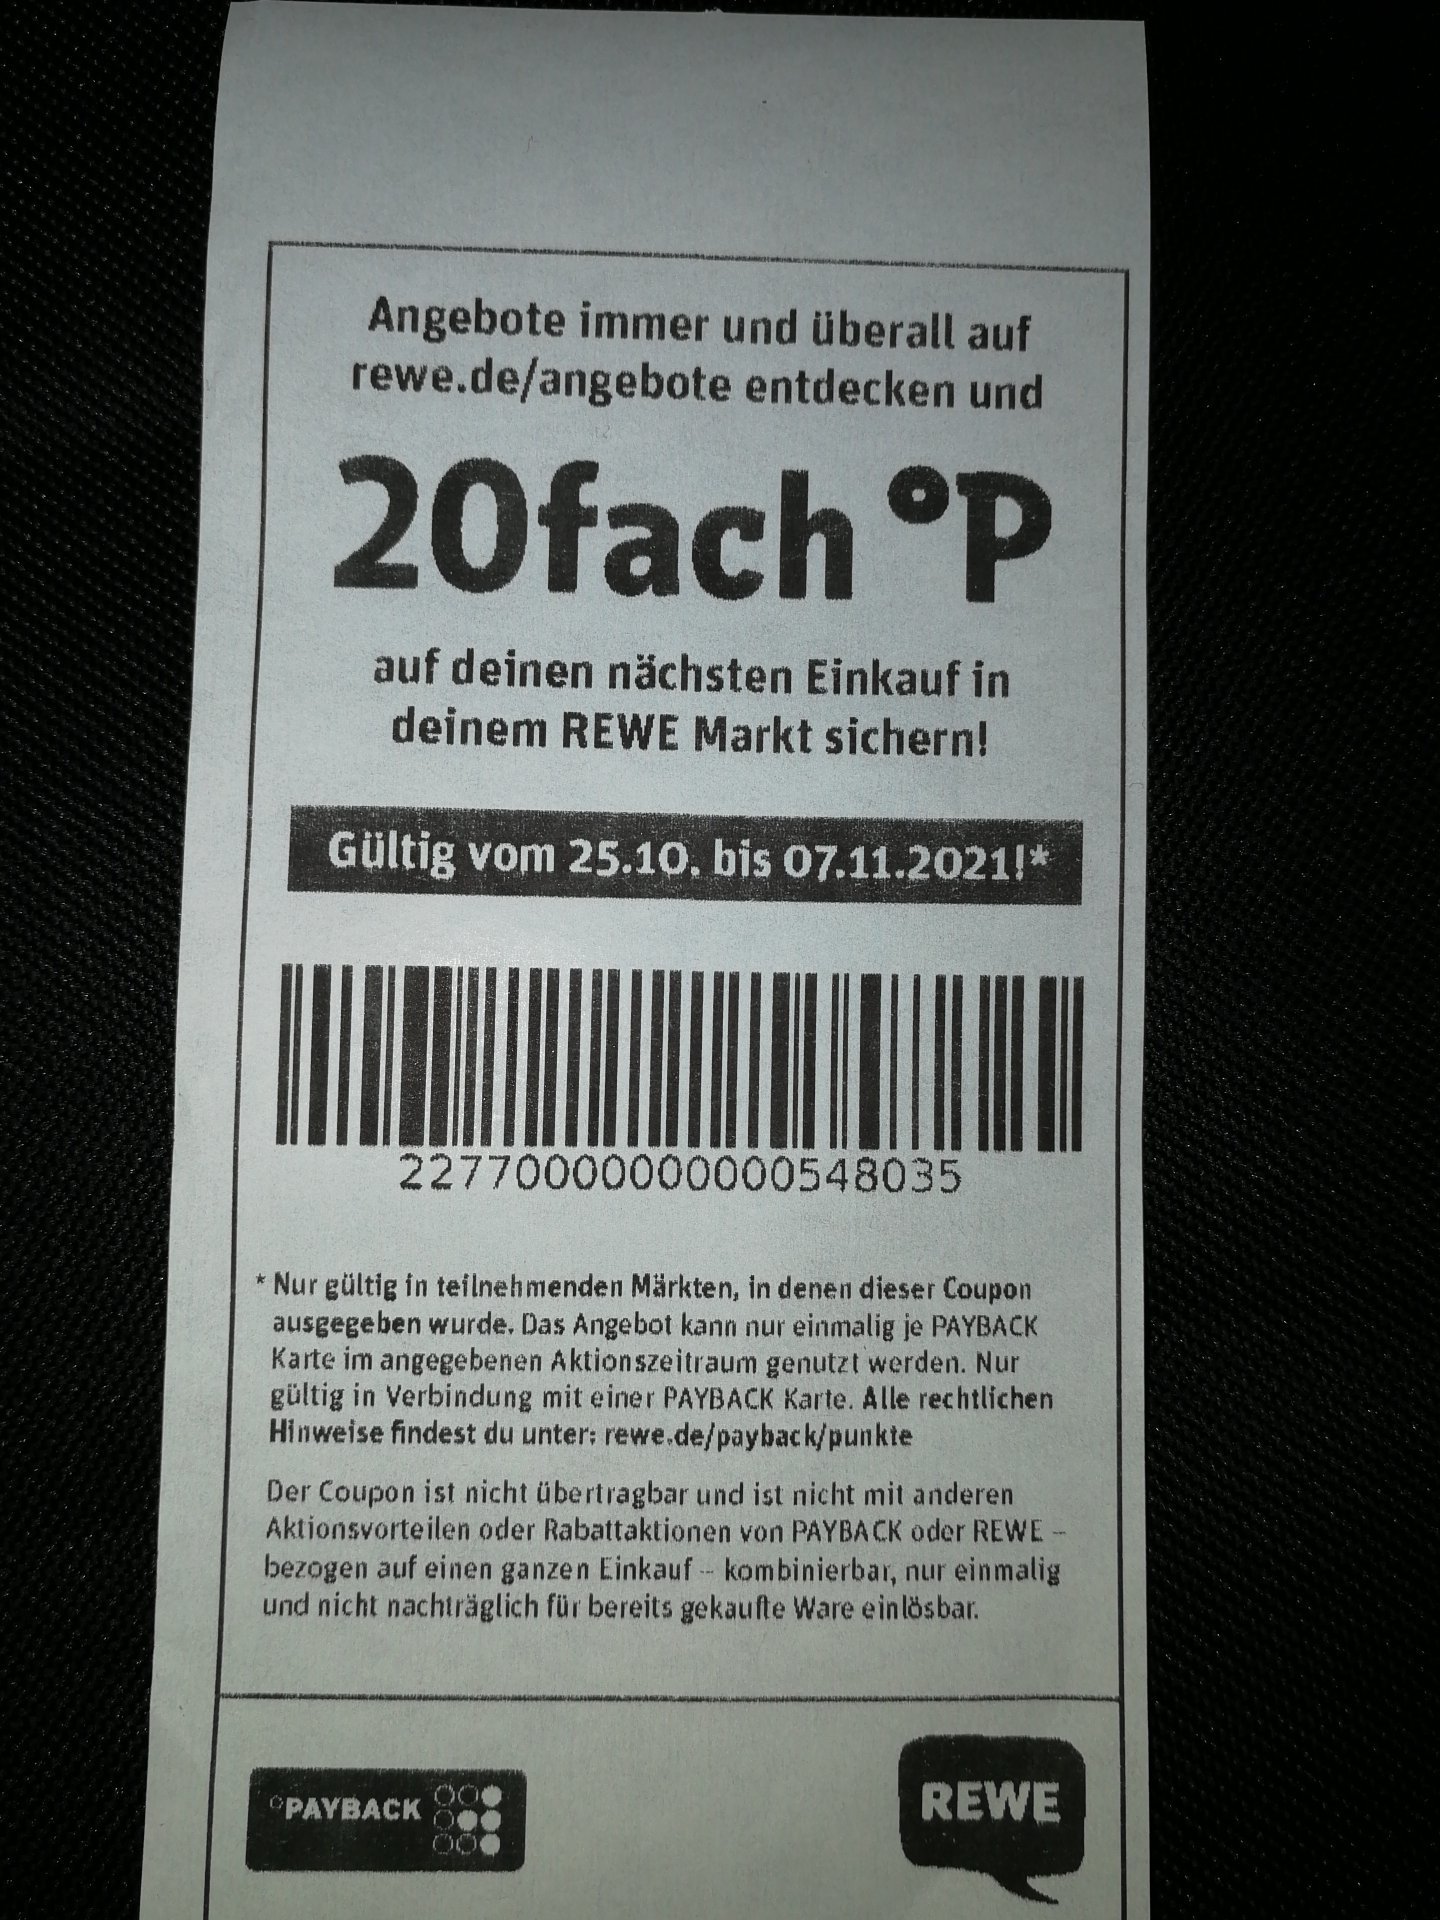 Angebote immer und überall auf
rewe.de/angebote entdecken und
20fach °P
auf deinen nächsten Einkauf in
deinem REWE Markt sichern!
Gültig vom 25.10. bis 07.11.2021!*
22770000000000548035
* Nur gültig in teilnehmenden Märkten, in denen dieser Coupon
ausgegeben wurde. Das Angebot kann nur einmalig je PAYBACK
Karte im angegebenen Aktionszeitraum genutzt werden. Nur
gültig in Verbindung mit einer PAYBACK Karte. Alle rechtlichen
Hinweise findest du unter: rewe.de/payback/punkte
Der Coupon ist nicht übertragbar und ist nicht mit anderen
Aktionsvorteilen oder Rabattaktionen von PAYBACK oder REWE –
bezogen auf einen ganzen Einkauf – kombinierbar, nur einmalig
und nicht nachträglich für bereits gekaufte Ware einlösbar.
°PAYBACK
REWE